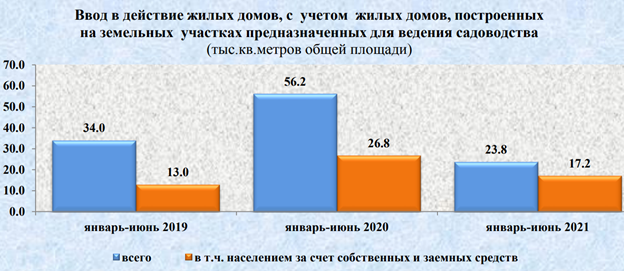 Ввод в действие жилых домов, с учетом жилых домов, построенных
на земельных участках предназначенных для ведения садоводства
(тыс.кв.метров общей площади)
70.0
60.0
50.0
40.0
30.0
20.0
10.0
0.0
34.0
13.0
56.2
26.8
23.8
17.2
январь-июнь 2019
январь-июнь 2020
январь-июнь 2021
всего
в т.ч. населением за счет собственных и заемных средств